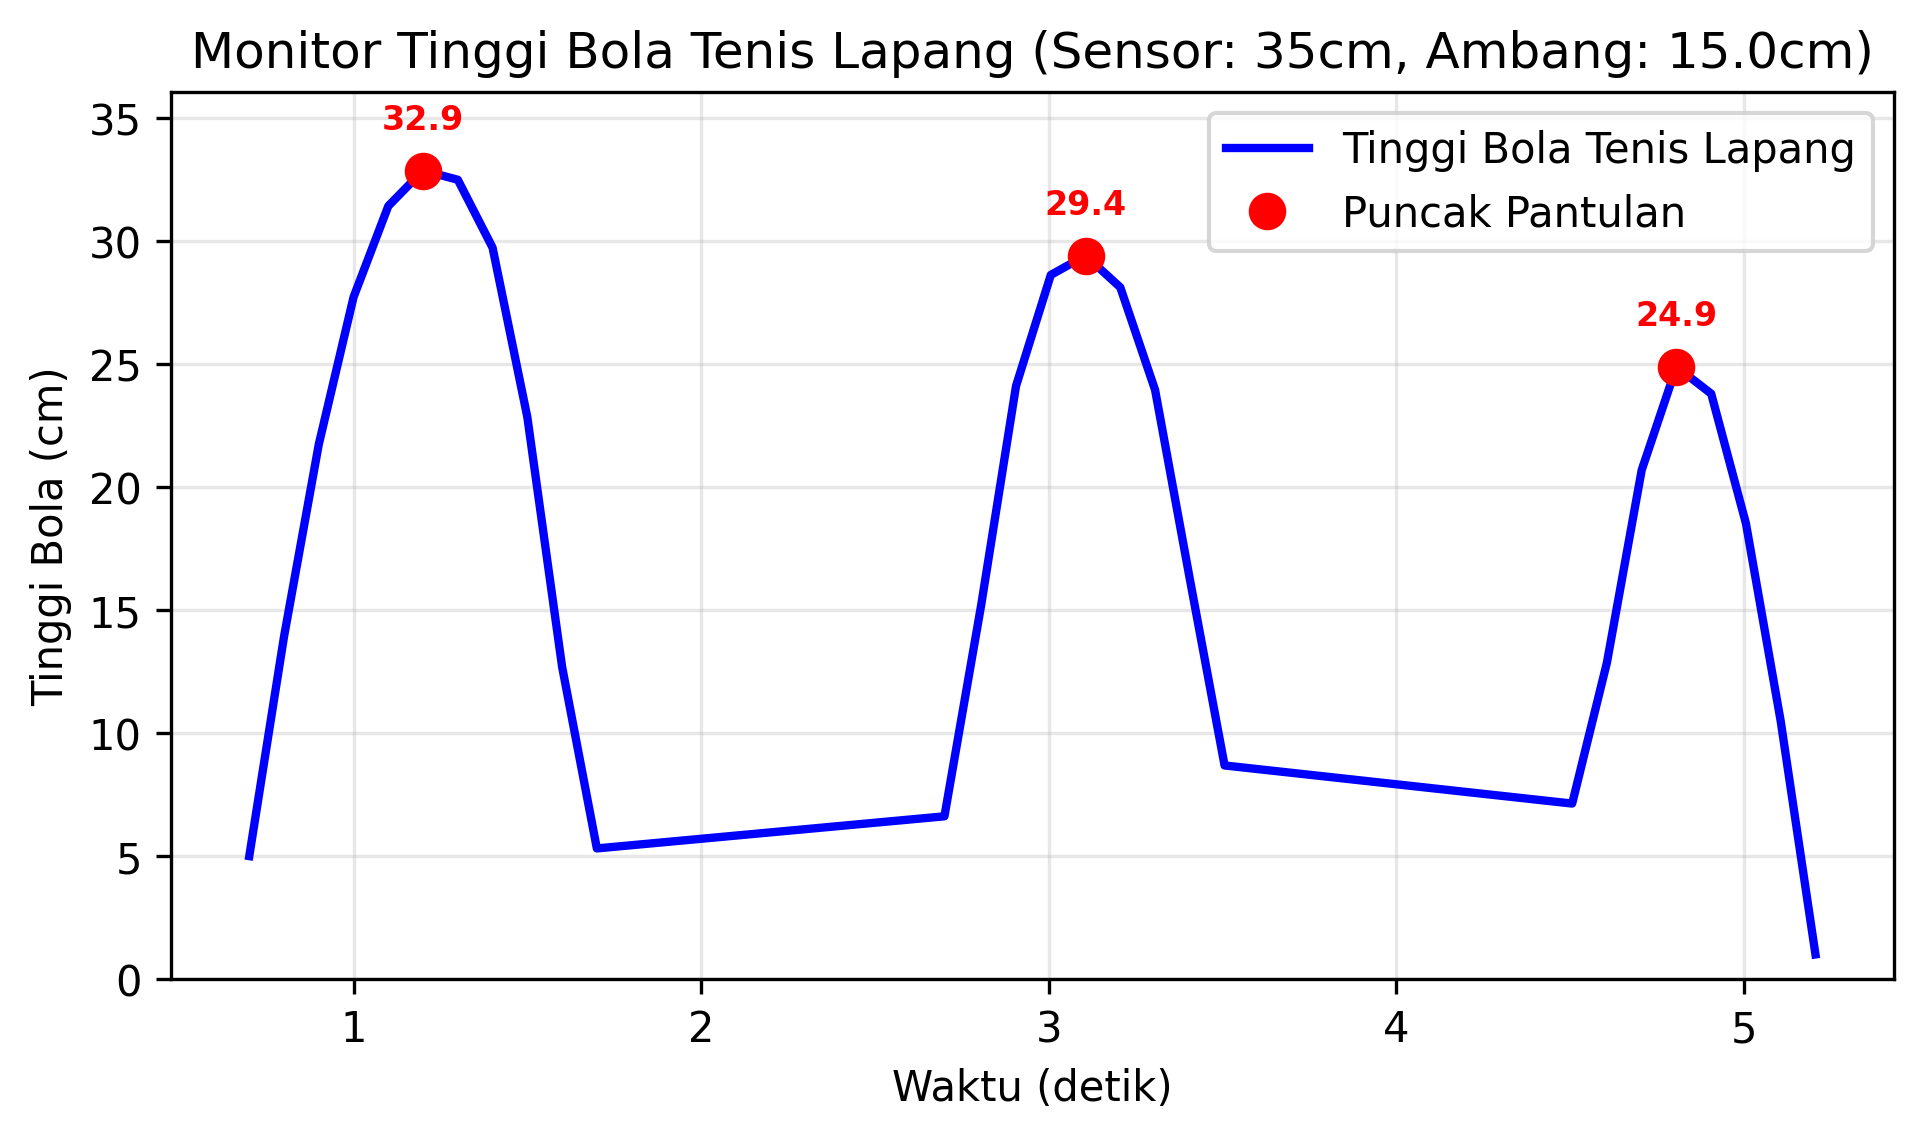 Monitor Tinggi Bola Tenis Lapang (Sensor: 35cm, Ambang: 15.0cm)
Tinggi Bola Tenis Lapang
Puncak Pantulan
32.9
29.4
24.9
Tinggi Bola (cm)
35
30
25
20
15
10
5
0
1 2 3 4 5
Waktu (detik)